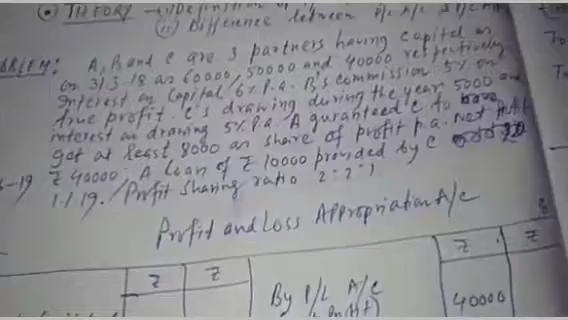 THEORY →
(ii) Difference between P/L A/c
PROBLEM: A, B and C are 3 partners having capital as
on 31.3.18 as 60000, 50000 and 40000 respectively
Interest on Capital 6% P.a. B's commission 5% on
true profit. C's drawing during the year 5000 and
interest on drawing 5% P.a. A guranteed C to
get at least 8000 as share of profit p.a. Net
₹ 40000. A loan of ₹ 10000 provided by C
1.1.19. Profit Sharing ratio 2:2:1
Profit and Loss Appropriation A/c
₹ ₹ ₹ ₹
By P/L A/c 40000